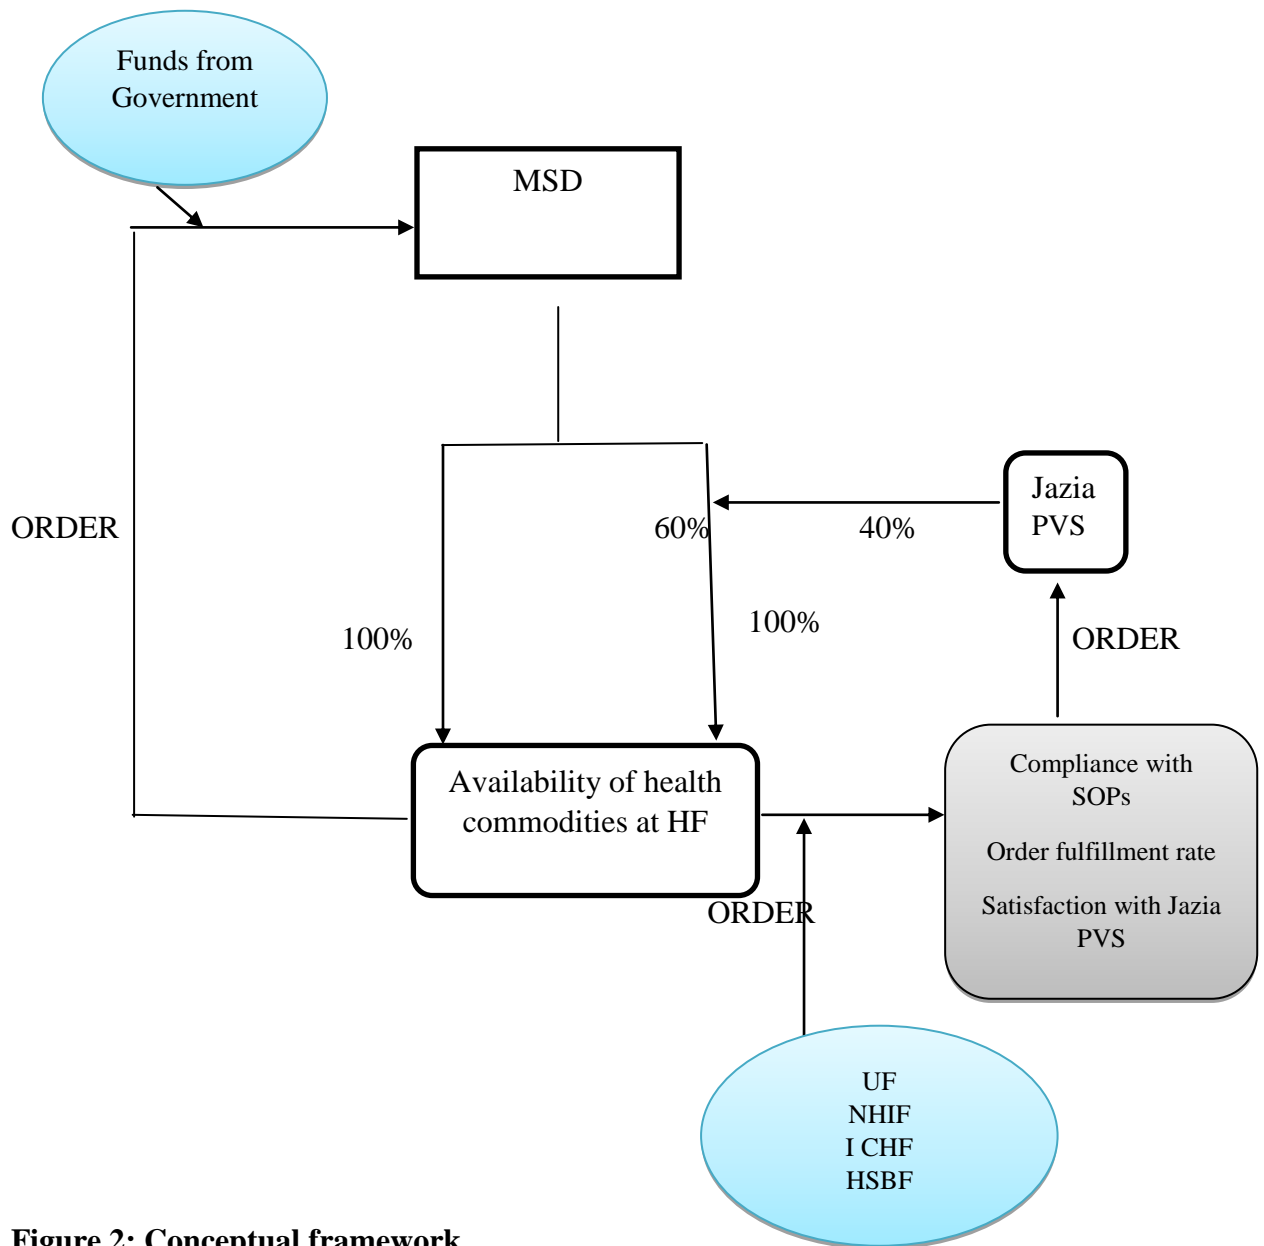 Funds from
Government
MSD
Jazia
PVS
ORDER
60%
40%
100%
100%
ORDER
Availability of health
commodities at HF
Compliance with
SOPs
Order fulfillment rate
Satisfaction with Jazia
PVS
ORDER
UF
NHIF
I CHF
HSBF
Figure 2: Conceptual framework